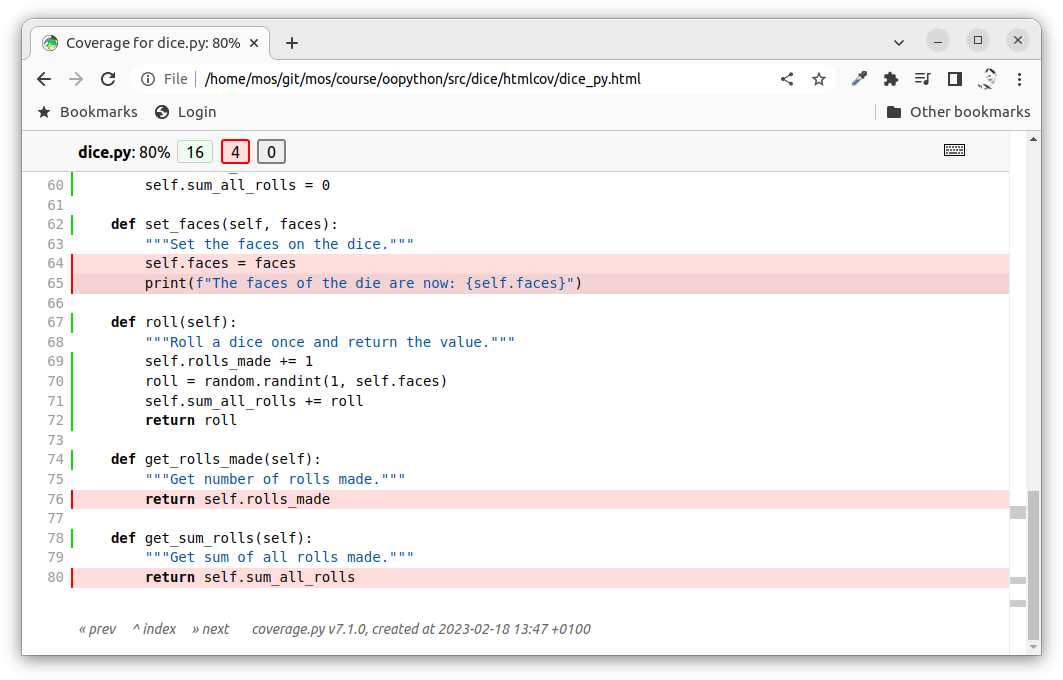 Coverage for dice.py: 80%
File /home/mos/git/mos/course/oopython/src/dice/htmlcov/dice_py.html
Bookmarks Login Other bookmarks
dice.py: 80% 16 4 0
60 self.sum_all_rolls = 0
61
62 def set_faces(self, faces):
63 """Set the faces on the dice."""
64 self.faces = faces
65 print(f"The faces of the die are now: {self.faces}")
66
67 def roll(self):
68 """Roll a dice once and return the value."""
69 self.rolls_made += 1
70 roll = random.randint(1, self.faces)
71 self.sum_all_rolls += roll
72 return roll
73
74 def get_rolls_made(self):
75 """Get number of rolls made."""
76 return self.rolls_made
77
78 def get_sum_rolls(self):
79 """Get sum of all rolls made."""
80 return self.sum_all_rolls
« prev ^ index » next coverage.py v7.1.0, created at 2023-02-18 13:47 +0100